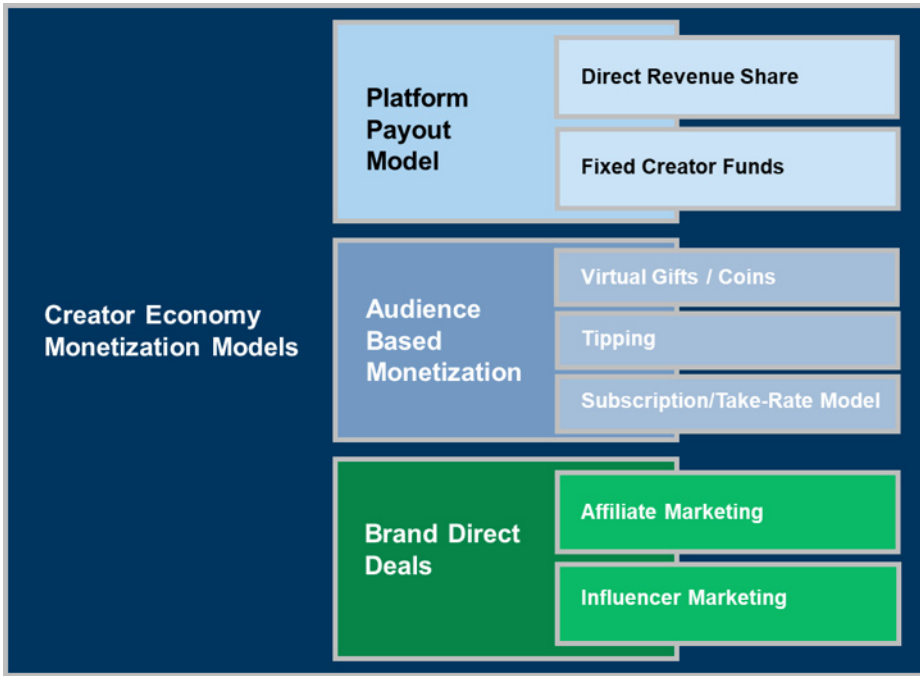 Creator Economy
Monetization Models
Platform
Payout
Model
Direct Revenue Share
Fixed Creator Funds
Audience
Based
Monetization
Virtual Gifts / Coins
Tipping
Subscription/Take-Rate Model
Brand Direct
Deals
Affiliate Marketing
Influencer Marketing